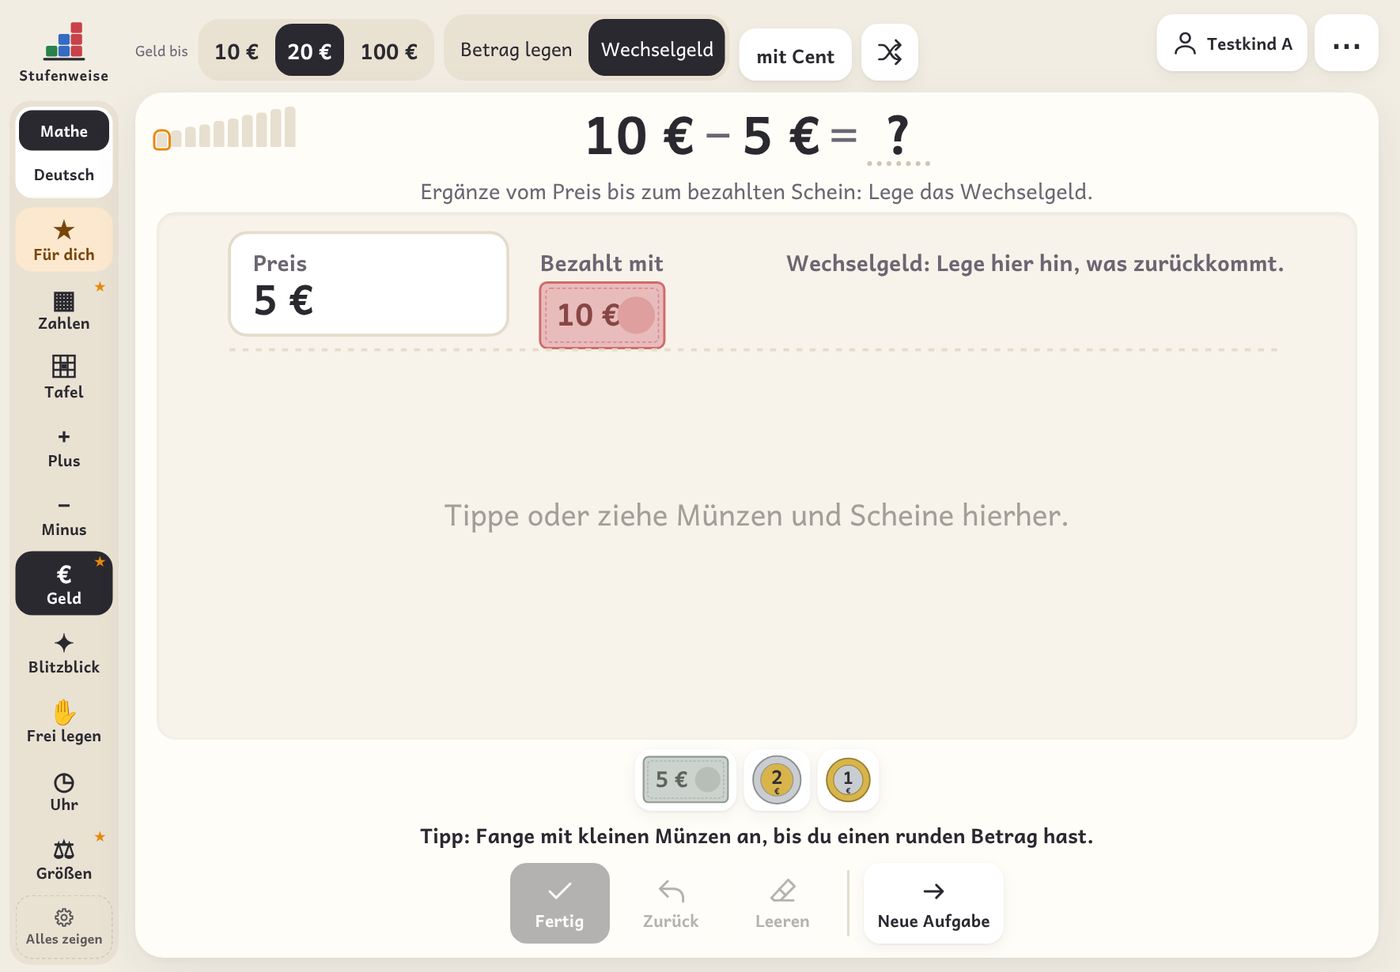 Stufenweise
Geld bis
10 €
20 €
100 €
Betrag legen
Wechselgeld
mit Cent
Testkind A
...
Mathe
Deutsch
Für dich
Zahlen
Tafel
+
Plus
−
Minus
€
Geld
Blitzblick
Frei legen
Uhr
Größen
Alles zeigen
10 € − 5 € = ?
Ergänze vom Preis bis zum bezahlten Schein: Lege das Wechselgeld.
Preis
5 €
Bezahlt mit
10 €
Wechselgeld: Lege hier hin, was zurückkommt.
Tippe oder ziehe Münzen und Scheine hierher.
5 €
2 €
1 €
Tipp: Fange mit kleinen Münzen an, bis du einen runden Betrag hast.
Fertig
Zurück
Leeren
Neue Aufgabe